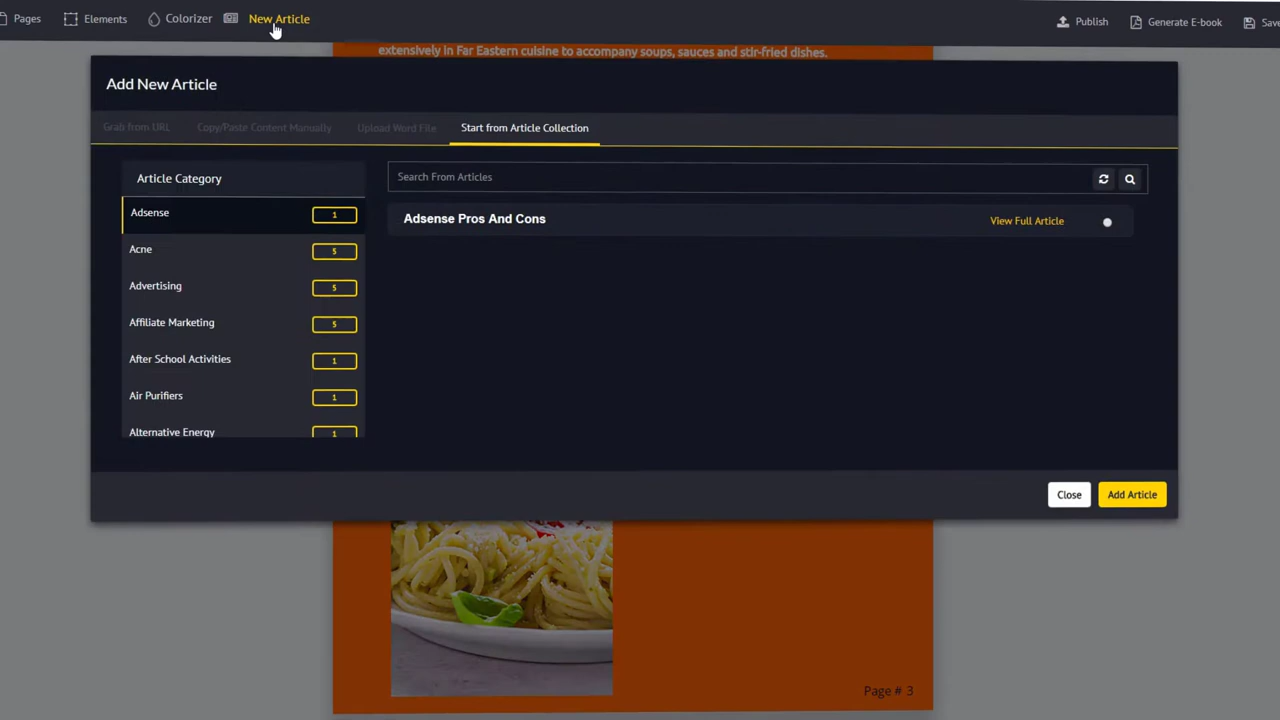 Pages
Elements
Colorizer
New Article
Publish
Generate E-book
extensively in Far Eastern cuisine to accompany soups, sauces and stir-fried dishes.
Add New Article
Grab from URL
Copy/Paste Content Manually
Upload Word File
Start from Article Collection
Article Category
Search From Articles
Adsense 1
Adsense Pros And Cons
View Full Article
Acne 5
Advertising 5
Affiliate Marketing 5
After School Activities 1
Air Purifiers 1
Alternative Energy 1
Close
Add Article
Page # 3